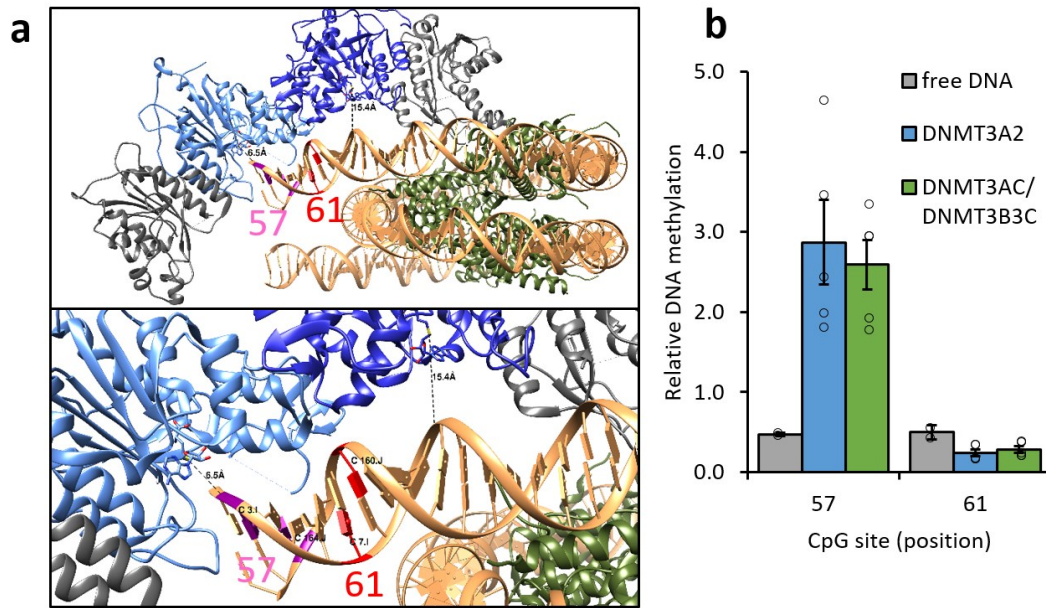 a
15.4Å
6.5Å
57
61
15.4Å
6.5Å
C 160.J
C 3.I
C 164.J
C 7.I
57
61
b
5.0
4.0
3.0
2.0
1.0
0.0
Relative DNA methylation
free DNA
DNMT3A2
DNMT3AC/
DNMT3B3C
57
61
CpG site (position)